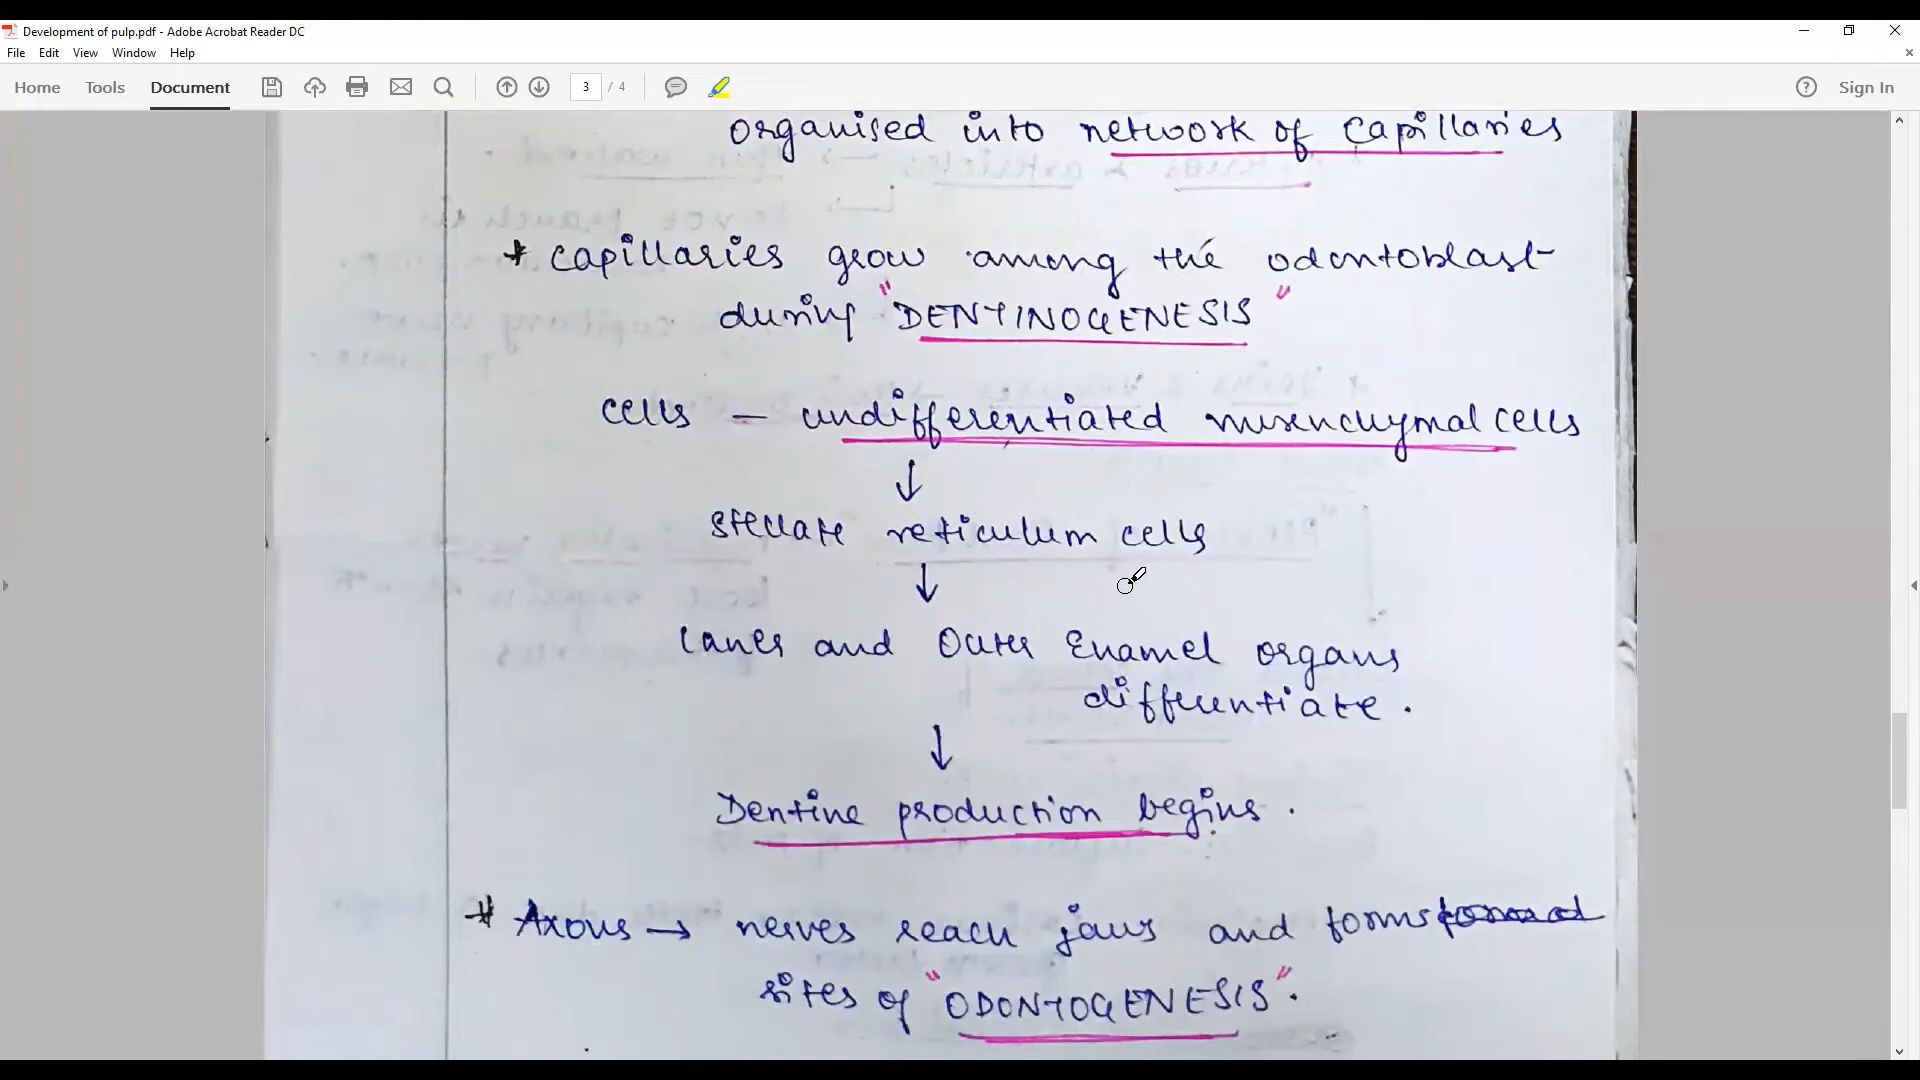 Development of pulp.pdf - Adobe Acrobat Reader DC
File Edit View Window Help
Home Tools Document 3 / 4 Sign In
organised into network of capillaries
* capillaries grow among the odontoblast
during "DENTINOGENESIS"
cells — undifferentiated mesenchymal cells
↓
stellate reticulum cells
↓
and Outer Enamel organs
differentiate.
↓
Dentine production begins.
* Axons → nerves reach jaws and forms
sites of "ODONTOGENESIS".